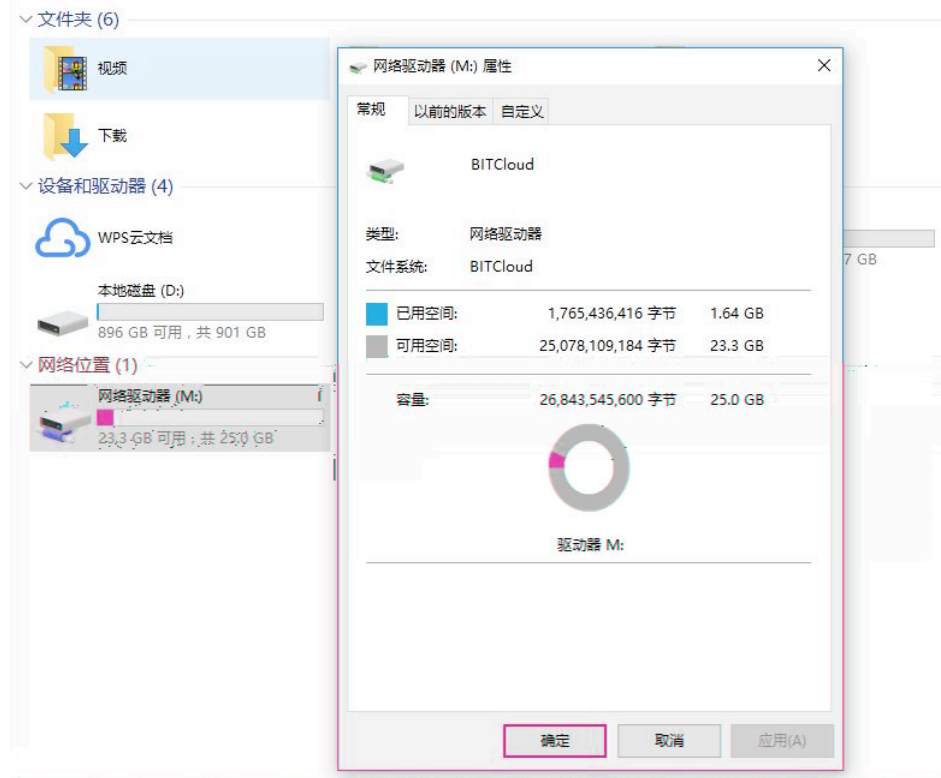 文件夹 (6)
视频
下载
设备和驱动器 (4)
WPS云文档
本地磁盘 (D:)
896 GB 可用，共 901 GB
7 GB
网络位置 (1)
网络驱动器 (M:)
23.3 GB 可用，共 25.0 GB
网络驱动器 (M:) 属性
常规
以前的版本
自定义
BITCloud
类型: 网络驱动器
文件系统: BITCloud
已用空间: 1,765,436,416 字节 1.64 GB
可用空间: 25,078,109,184 字节 23.3 GB
容量: 26,843,545,600 字节 25.0 GB
驱动器 M:
确定
取消
应用(A)